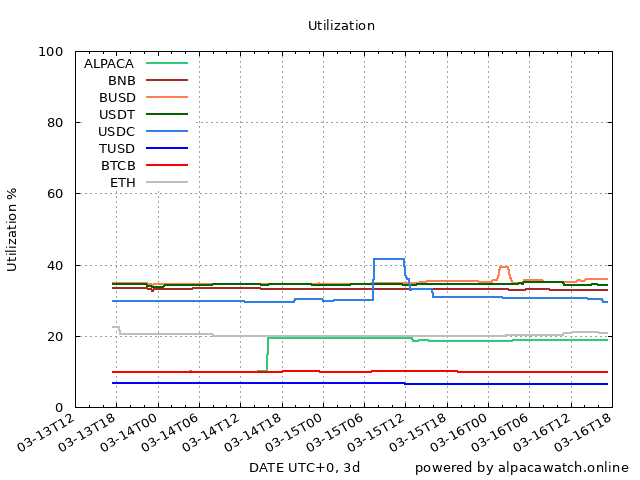 Utilization
100
80
60
40
20
0
Utilization %
ALPACA
BNB
BUSD
USDT
USDC
TUSD
BTCB
ETH
03-13T12
03-13T18
03-14T00
03-14T06
03-14T12
03-14T18
03-15T00
03-15T06
03-15T12
03-15T18
03-16T00
03-16T06
03-16T12
03-16T18
DATE UTC+0, 3d
powered by alpacawatch.online